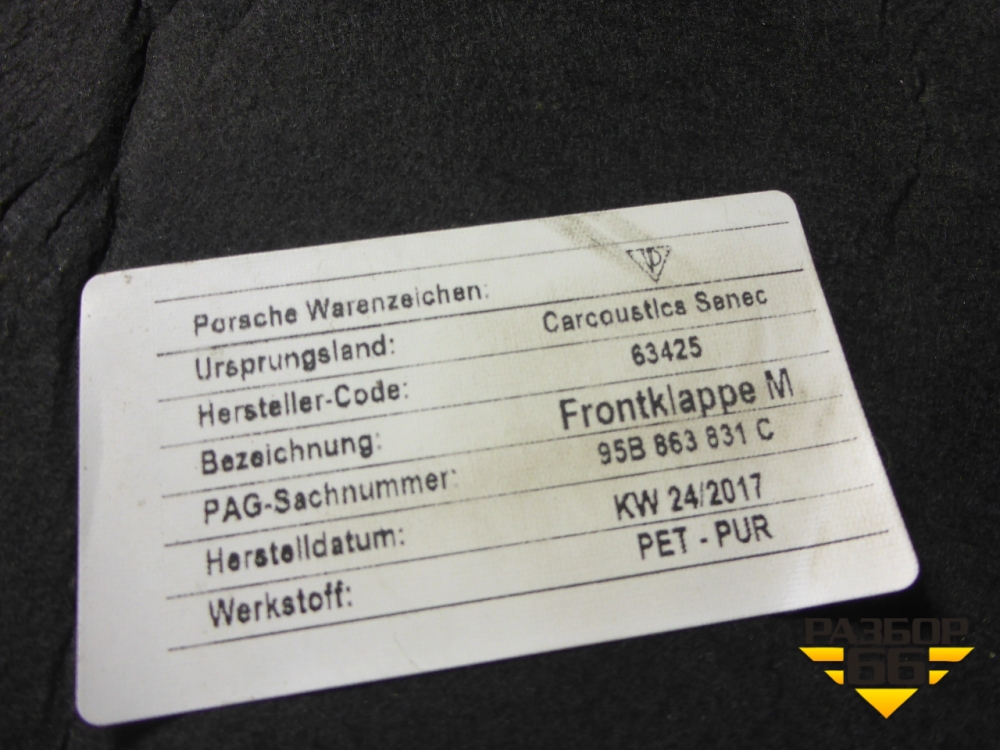 Porsche Warenzeichen:
Ursprungsland: Carcoustics Senec
Hersteller-Code: 63425
Bezeichnung: Frontklappe M
PAG-Sachnummer: 95B 863 831 C
Herstelldatum: KW 24/2017
Werkstoff: PET - PUR
РАЗБОР
66